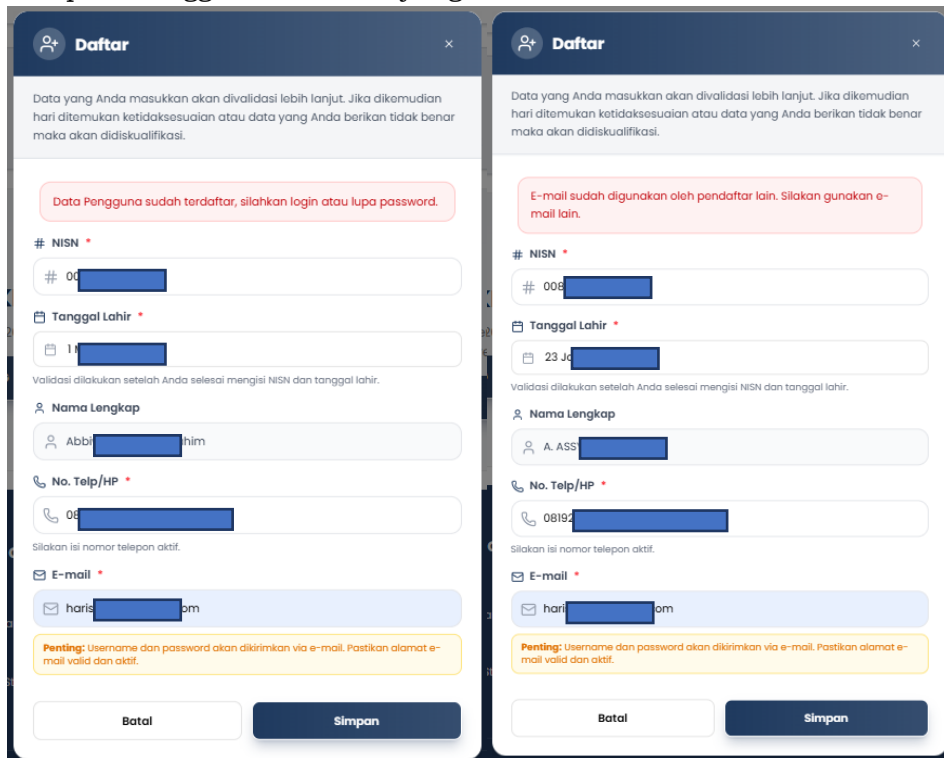 Daftar
Data yang Anda masukkan akan divalidasi lebih lanjut. Jika dikemudian
hari ditemukan ketidaksesuaian atau data yang Anda berikan tidak benar
maka akan didiskualifikasi.
Data Pengguna sudah terdaftar, silahkan login atau lupa password.
# NISN *
# 00
Tanggal Lahir *
1
Validasi dilakukan setelah Anda selesai mengisi NISN dan tanggal lahir.
Nama Lengkap
Abbi him
No. Telp/HP *
08
Silakan isi nomor telepon aktif.
E-mail *
haris om
Penting: Username dan password akan dikirimkan via e-mail. Pastikan alamat e-
mail valid dan aktif.
Batal Simpan
Daftar
Data yang Anda masukkan akan divalidasi lebih lanjut. Jika dikemudian
hari ditemukan ketidaksesuaian atau data yang Anda berikan tidak benar
maka akan didiskualifikasi.
E-mail sudah digunakan oleh pendaftar lain. Silakan gunakan e-
mail lain.
# NISN *
# 008
Tanggal Lahir *
23 Ja
Validasi dilakukan setelah Anda selesai mengisi NISN dan tanggal lahir.
Nama Lengkap
A. ASS
No. Telp/HP *
08192
Silakan isi nomor telepon aktif.
E-mail *
hari om
Penting: Username dan password akan dikirimkan via e-mail. Pastikan alamat e-
mail valid dan aktif.
Batal Simpan